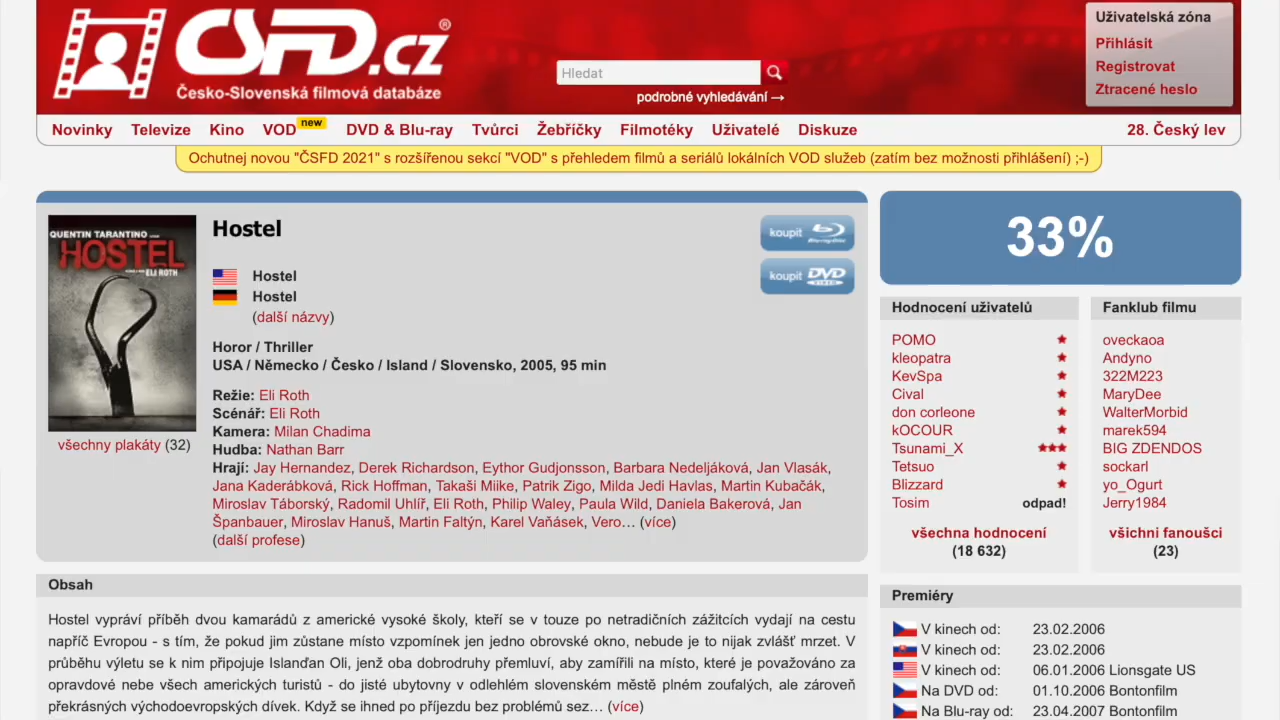 ČSFD.cz ®
Česko-Slovenská filmová databáze
Hledat
podrobné vyhledávání →
Uživatelská zóna
Přihlásit
Registrovat
Ztracené heslo
Novinky Televize Kino VOD new DVD & Blu-ray Tvůrci Žebříčky Filmotéky Uživatelé Diskuze 28. Český lev
Ochutnej novou "ČSFD 2021" s rozšířenou sekcí "VOD" s přehledem filmů a seriálů lokálních VOD služeb (zatím bez možnosti přihlášení) ;-)
QUENTIN TARANTINO
HOSTEL
ELI ROTH
všechny plakáty (32)
Hostel
koupit Blu-ray Disc
koupit DVD VIDEO
Hostel
Hostel
(další názvy)
Horor / Thriller
USA / Německo / Česko / Island / Slovensko, 2005, 95 min
Režie: Eli Roth
Scénář: Eli Roth
Kamera: Milan Chadima
Hudba: Nathan Barr
Hrají: Jay Hernandez, Derek Richardson, Eythor Gudjonsson, Barbara Nedeljáková, Jan Vlasák,
Jana Kaderábková, Rick Hoffman, Takaši Miike, Patrik Zigo, Milda Jedi Havlas, Martin Kubačák,
Miroslav Táborský, Radomil Uhlíř, Eli Roth, Philip Waley, Paula Wild, Daniela Bakerová, Jan
Španbauer, Miroslav Hanuš, Martin Faltýn, Karel Vaňásek, Vero… (více)
(další profese)
Obsah
Hostel vypráví příběh dvou kamarádů z americké vysoké školy, kteří se v touze po netradičních zážitcích vydají na cestu
napříč Evropou - s tím, že pokud jim zůstane místo vzpomínek jen jedno obrovské okno, nebude je to nijak zvlášť mrzet. V
průběhu výletu se k nim připojuje Islanďan Oli, jenž oba dobrodruhy přemluví, aby zamířili na místo, které je považováno za
opravdové nebe všech amerických turistů - do jisté ubytovny v odlehlém slovenském městě plném zoufalých, ale zároveň
překrásných východoevropských dívek. Když se ihned po příjezdu bez problémů sez… (více)
33%
Hodnocení uživatelů
POMO ★
kleopatra ★
KevSpa ★
Cival ★
don corleone ★
kOCOUR ★
Tsunami_X ★★★
Tetsuo ★
Blizzard ★
Tosim odpad!
všechna hodnocení
(18 632)
Fanklub filmu
oveckaoa
Andyno
322M223
MaryDee
WalterMorbid
marek594
BIG ZDENDOS
sockarl
yo_Ogurt
Jerry1984
všichni fanoušci
(23)
Premiéry
V kinech od: 23.02.2006
V kinech od: 23.02.2006
V kinech od: 06.01.2006 Lionsgate US
Na DVD od: 01.10.2006 Bontonfilm
Na Blu-ray od: 23.04.2007 Bontonfilm